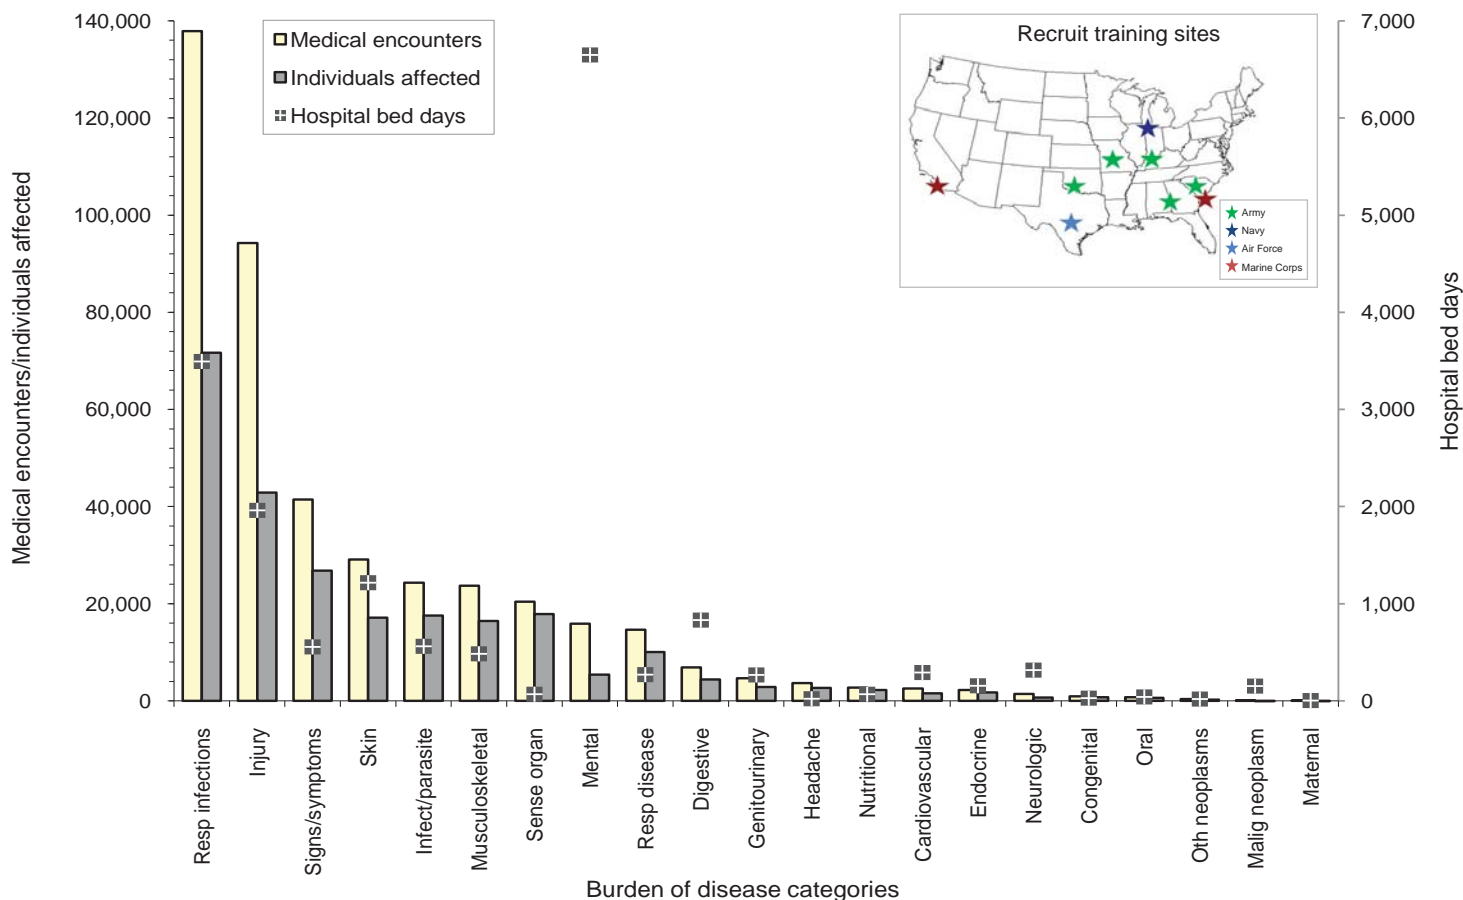 Medical encounters/individuals affected
140,000
120,000
100,000
80,000
60,000
40,000
20,000
0
Medical encounters
Individuals affected
Hospital bed days
Recruit training sites
Army
Navy
Air Force
Marine Corps
7,000
6,000
5,000
4,000
3,000
2,000
1,000
0
Hospital bed days
Resp infections
Injury
Signs/symptoms
Skin
Infect/parasite
Musculoskeletal
Sense organ
Mental
Resp disease
Digestive
Genitourinary
Headache
Nutritional
Cardiovascular
Endocrine
Neurologic
Congenital
Oral
Oth neoplasms
Malig neoplasm
Maternal
Burden of disease categories